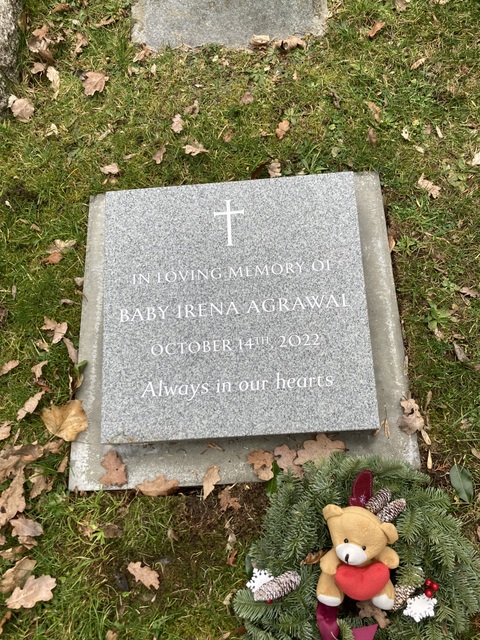 IN LOVING MEMORY OF
BABY IRENA AGRAWAL
OCTOBER 14TH, 2022
Always in our hearts